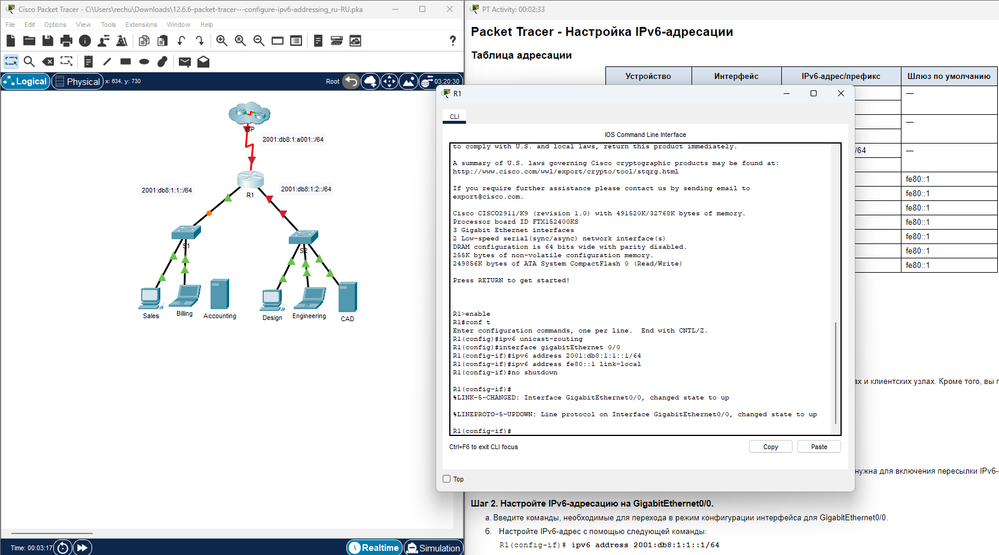 Cisco Packet Tracer - C:\Users\rechu\Downloads\12.6.6-packet-tracer---configure-ipv6-addressing_ru-RU.pka
File Edit Options View Tools Extensions Window Help
Logical Physical x: 634, y: 730 Root 03:20:30
ISP
2001:db8:1:a001::/64
2001:db8:1:1::/64
2001:db8:1:2::/64
R1
S1
S2
Sales
Billing
Accounting
Design
Engineering
CAD
Time: 00:03:17
Realtime
Simulation
PT Activity: 00:02:33
Packet Tracer - Настройка IPv6-адресации
Таблица адресации
Устройство Интерфейс IPv6-адрес/префикс Шлюз по умолчанию
—
—
/64 —
fe80::1
fe80::1
fe80::1
fe80::1
fe80::1
fe80::1
fe80::1
R1
CLI
IOS Command Line Interface
to comply with U.S. and local laws, return this product immediately.
A summary of U.S. laws governing Cisco cryptographic products may be found at:
http://www.cisco.com/wwl/export/crypto/tool/stqrg.html
If you require further assistance please contact us by sending email to
export@cisco.com.
Cisco CISCO2911/K9 (revision 1.0) with 491520K/32768K bytes of memory.
Processor board ID FTX152400KS
3 Gigabit Ethernet interfaces
2 Low-speed serial(sync/async) network interface(s)
DRAM configuration is 64 bits wide with parity disabled.
255K bytes of non-volatile configuration memory.
249856K bytes of ATA System CompactFlash 0 (Read/Write)
Press RETURN to get started!
R1>enable
R1#conf t
Enter configuration commands, one per line.  End with CNTL/Z.
R1(config)#ipv6 unicast-routing
R1(config)#interface gigabitEthernet 0/0
R1(config-if)#ipv6 address 2001:db8:1:1::1/64
R1(config-if)#ipv6 address fe80::1 link-local
R1(config-if)#no shutdown
R1(config-if)#
%LINK-5-CHANGED: Interface GigabitEthernet0/0, changed state to up
%LINEPROTO-5-UPDOWN: Line protocol on Interface GigabitEthernet0/0, changed state to up
R1(config-if)#
Ctrl+F6 to exit CLI focus
Copy
Paste
Top
ах и клиентских узлах. Кроме того, вы п
нужна для включения пересылки IPv6-
Шаг 2. Настройте IPv6-адресацию на GigabitEthernet0/0.
а. Введите команды, необходимые для перехода в режим конфигурации интерфейса для GigabitEthernet0/0.
б. Настройте IPv6-адрес с помощью следующей команды:
R1(config-if)# ipv6 address 2001:db8:1:1::1/64